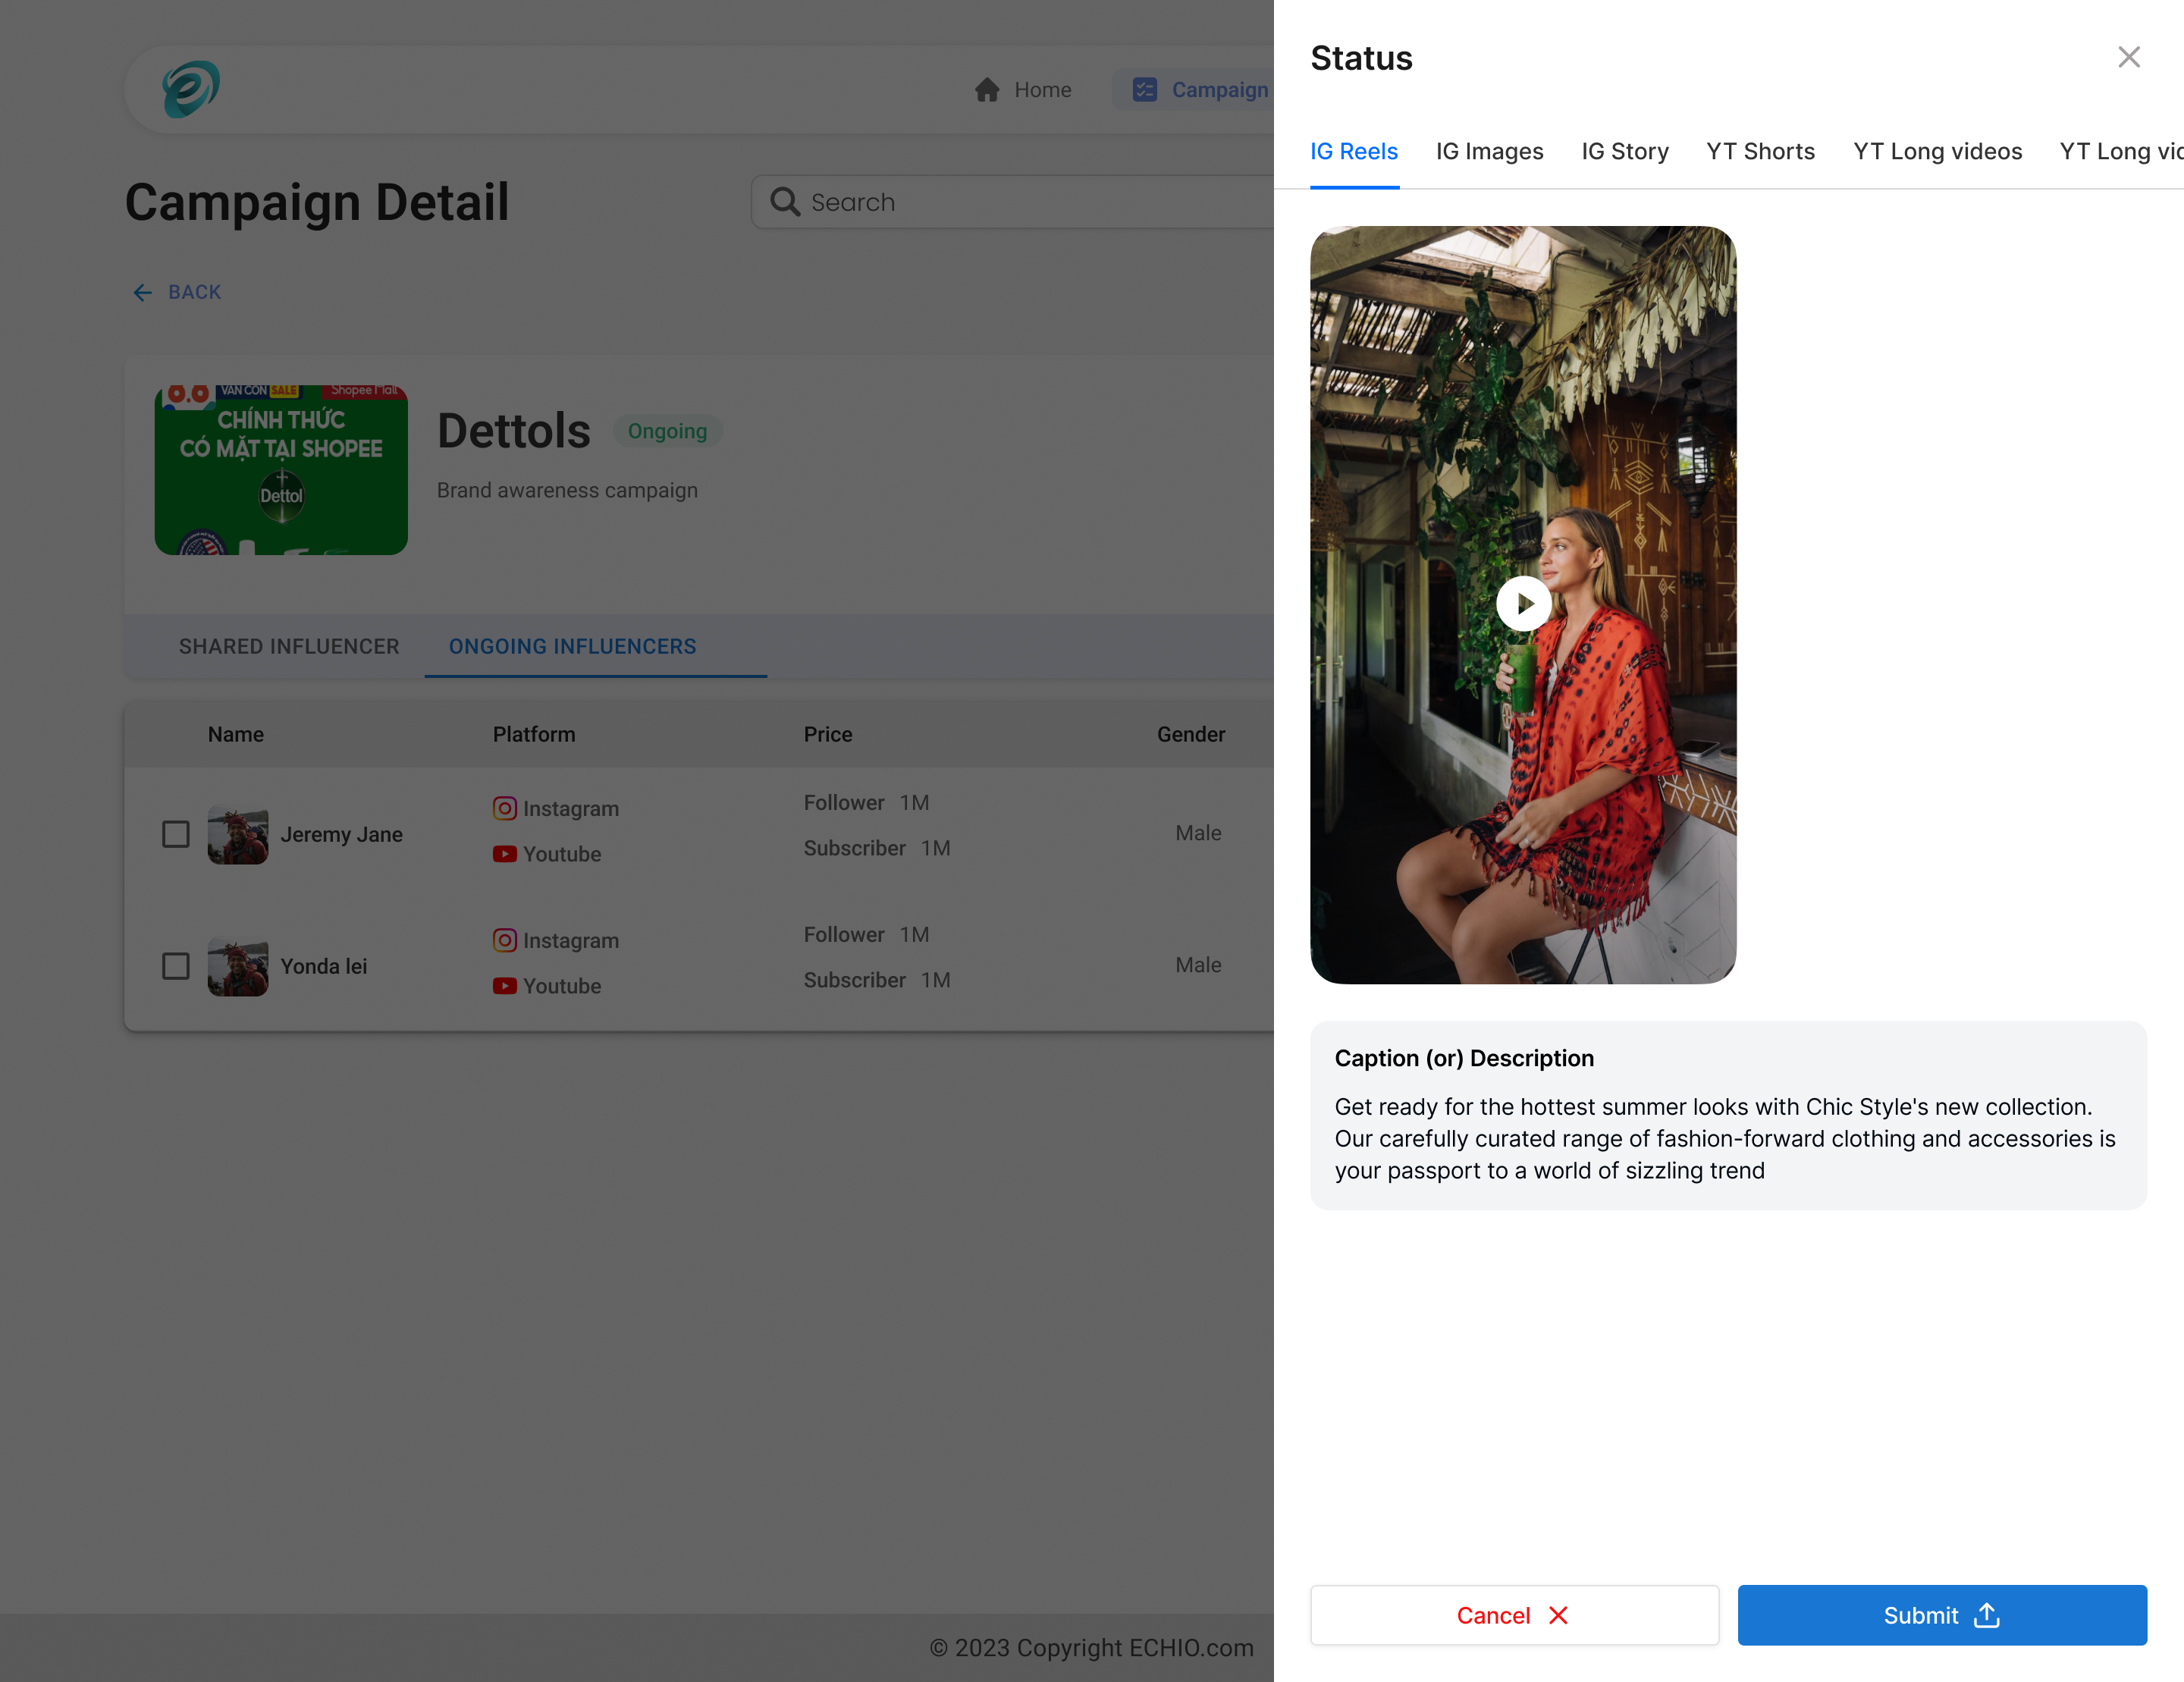 Home
Campaign
Campaign Detail
Search
BACK
VAN CON SALE
Shopee Mall
CHÍNH THỨC
CÓ MẶT TẠI SHOPEE
Dettol
Dettols
Ongoing
Brand awareness campaign
SHARED INFLUENCER
ONGOING INFLUENCERS
Name Platform Price Gender
Jeremy Jane
Instagram
Youtube
Follower 1M
Subscriber 1M
Male
Yonda lei
Instagram
Youtube
Follower 1M
Subscriber 1M
Male
© 2023 Copyright ECHIO.com
Status
IG Reels IG Images IG Story YT Shorts YT Long videos YT Long
Caption (or) Description
Get ready for the hottest summer looks with Chic Style's new collection.
Our carefully curated range of fashion-forward clothing and accessories is
your passport to a world of sizzling trend
Cancel
Submit